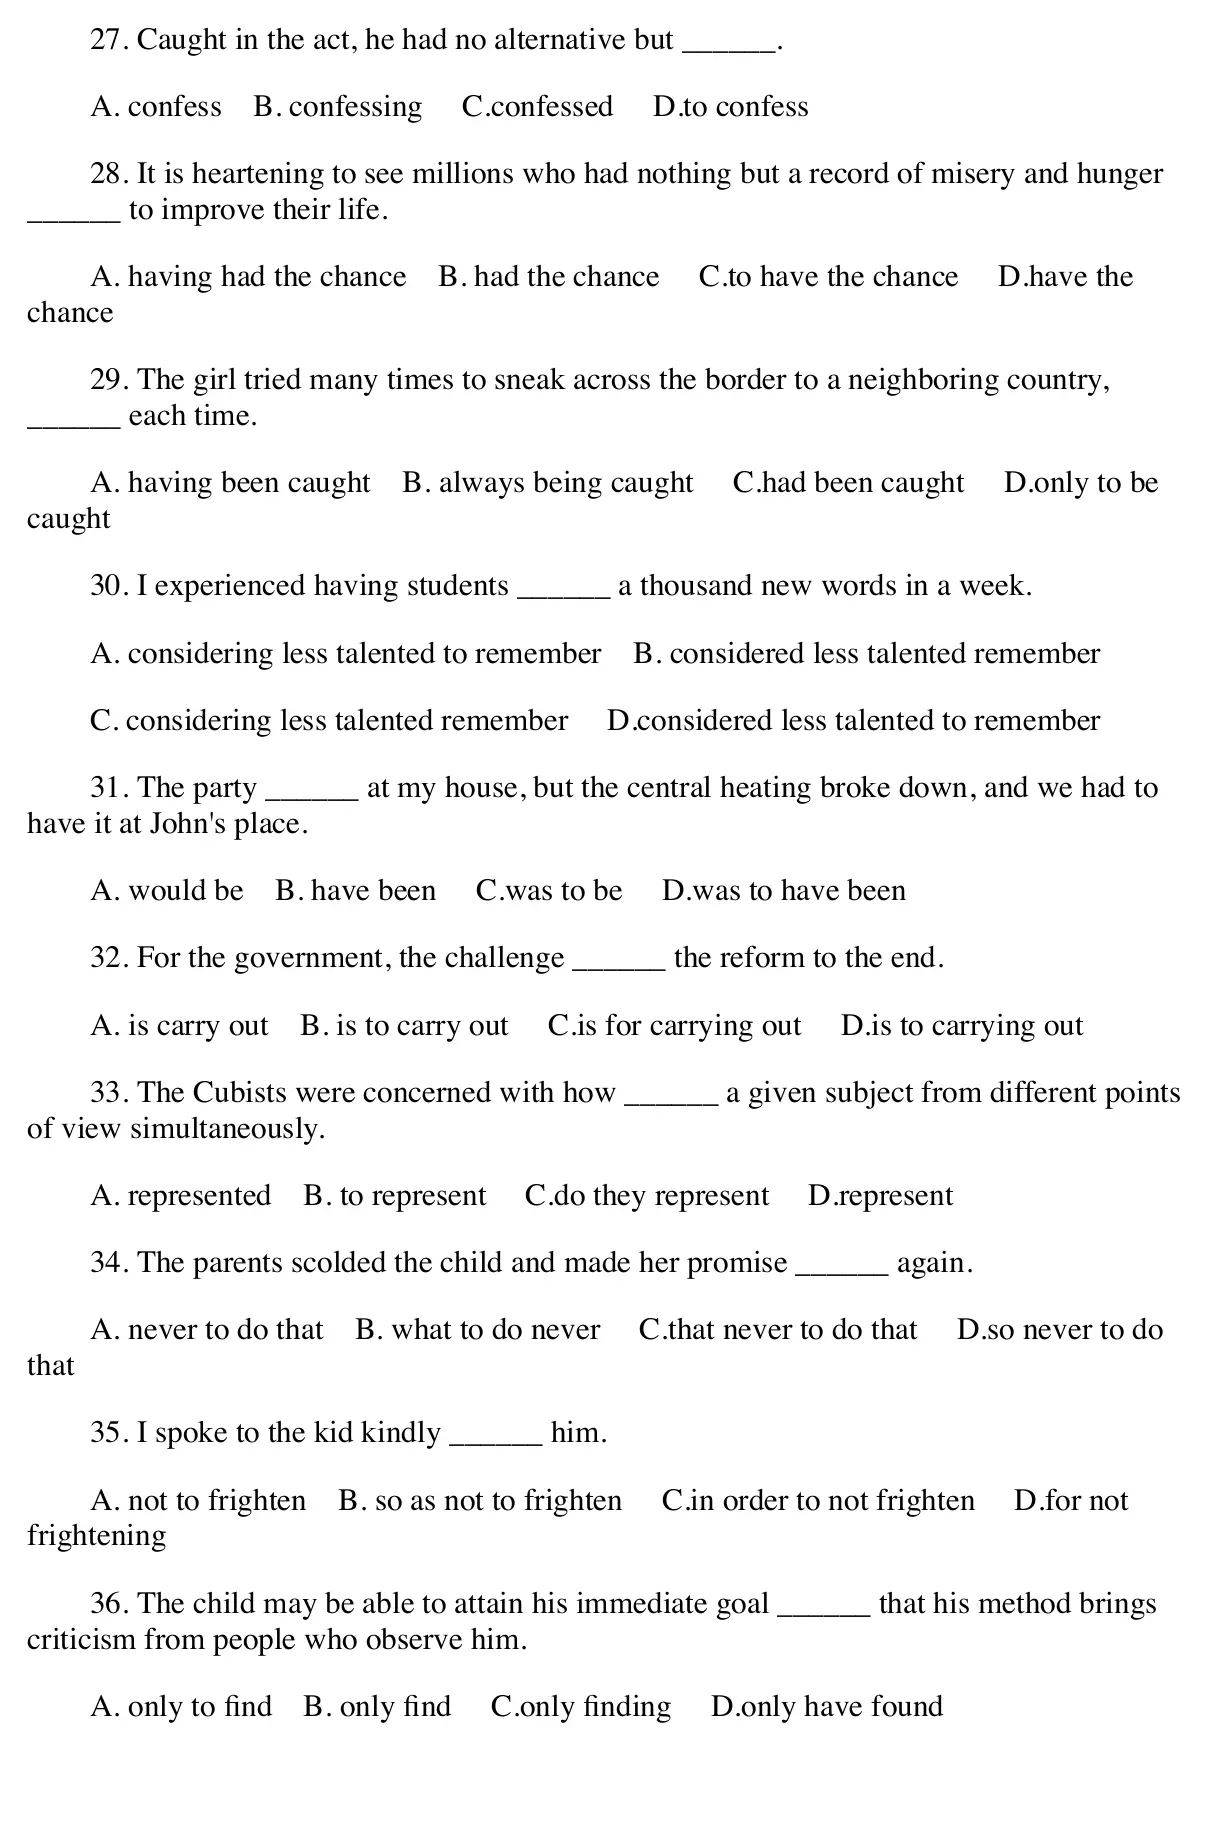 27. Caught in the act, he had no alternative but ______.
A. confess B. confessing C.confessed D.to confess
28. It is heartening to see millions who had nothing but a record of misery and hunger
______ to improve their life.
A. having had the chance B. had the chance C.to have the chance D.have the
chance
29. The girl tried many times to sneak across the border to a neighboring country,
______ each time.
A. having been caught B. always being caught C.had been caught D.only to be
caught
30. I experienced having students ______ a thousand new words in a week.
A. considering less talented to remember B. considered less talented remember
C. considering less talented remember D.considered less talented to remember
31. The party ______ at my house, but the central heating broke down, and we had to
have it at John's place.
A. would be B. have been C.was to be D.was to have been
32. For the government, the challenge ______ the reform to the end.
A. is carry out B. is to carry out C.is for carrying out D.is to carrying out
33. The Cubists were concerned with how ______ a given subject from different points
of view simultaneously.
A. represented B. to represent C.do they represent D.represent
34. The parents scolded the child and made her promise ______ again.
A. never to do that B. what to do never C.that never to do that D.so never to do
that
35. I spoke to the kid kindly ______ him.
A. not to frighten B. so as not to frighten C.in order to not frighten D.for not
frightening
36. The child may be able to attain his immediate goal ______ that his method brings
criticism from people who observe him.
A. only to find B. only find C.only finding D.only have found